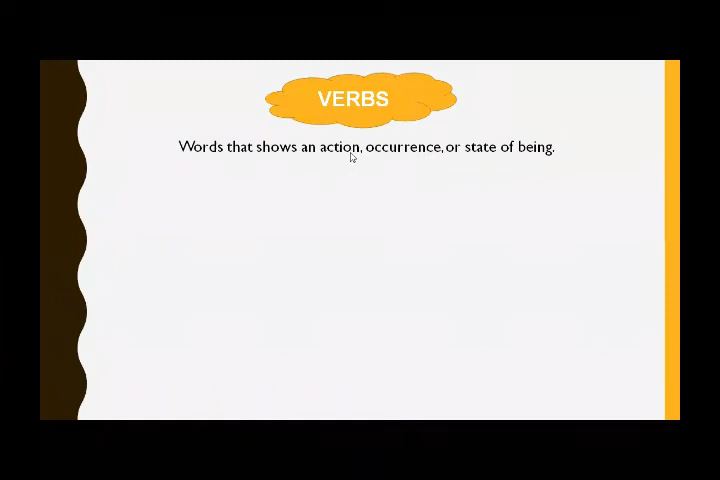 VERBS
Words that shows an action, occurrence, or state of being.